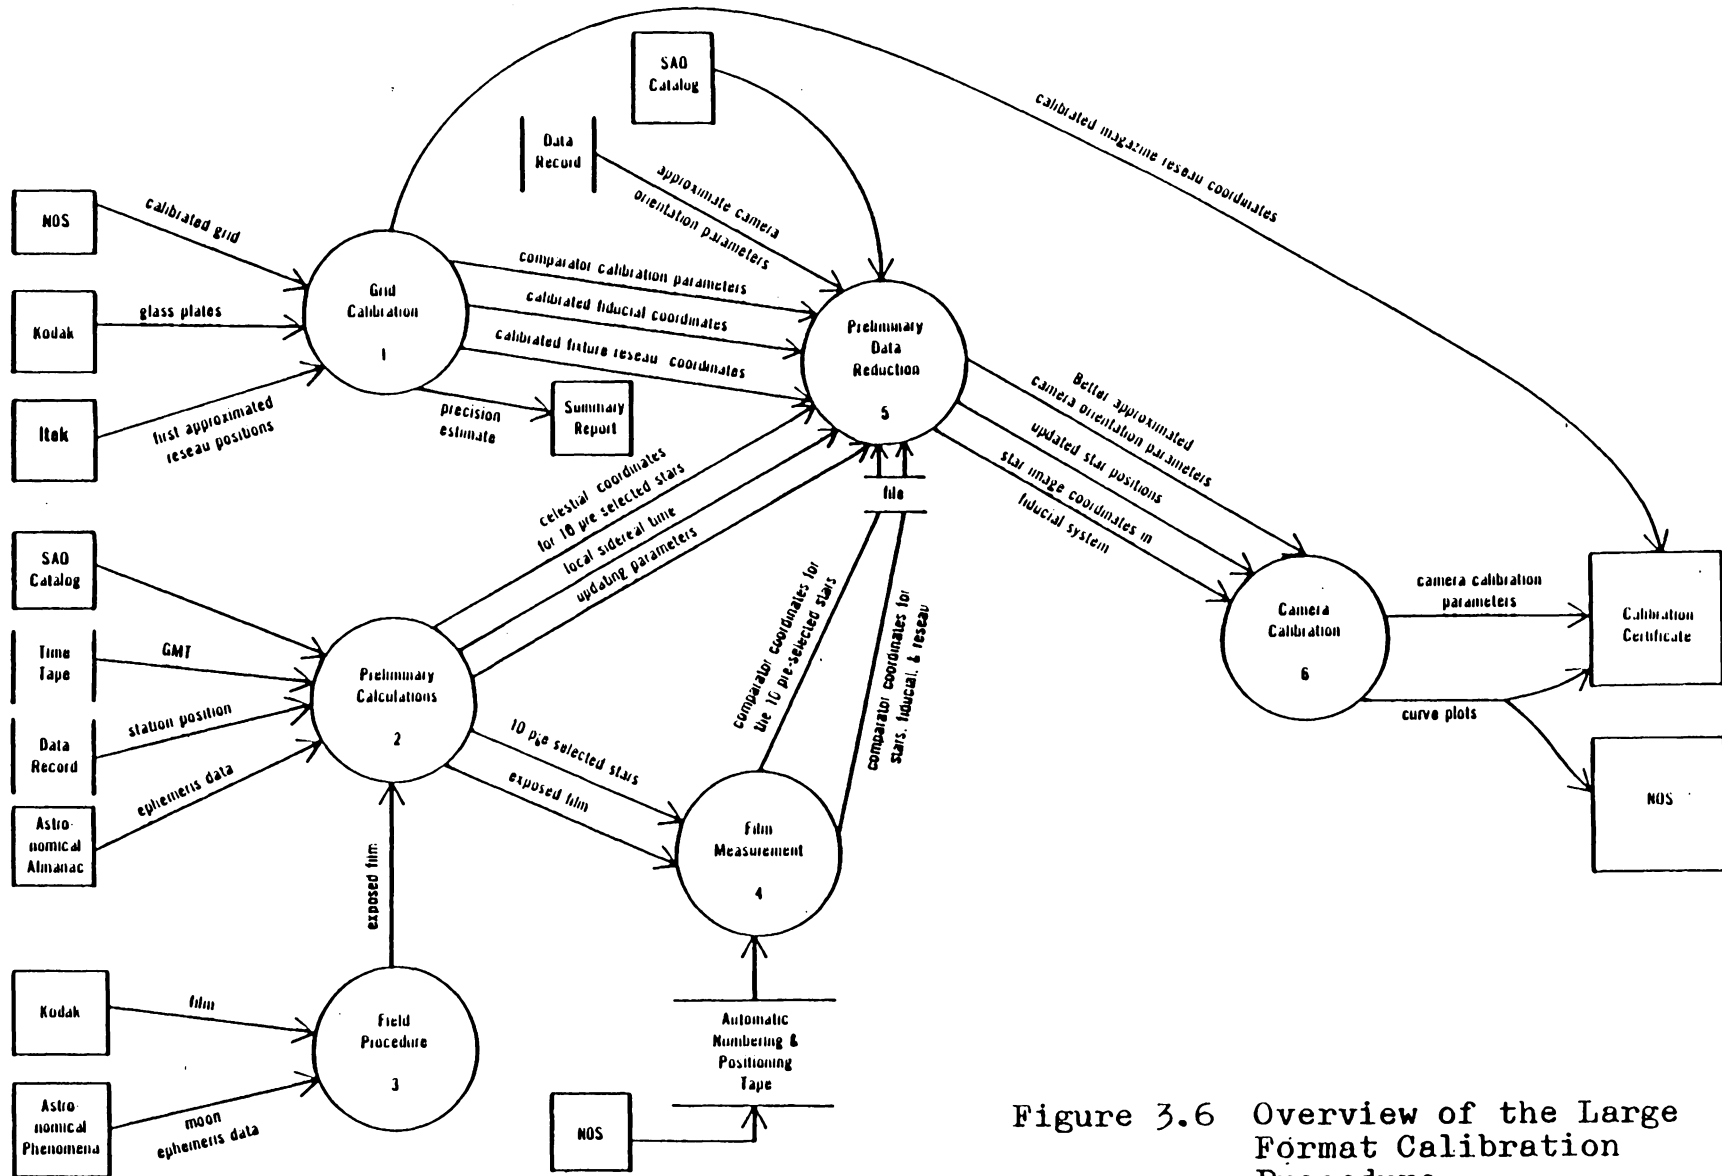 SAO
Catalog
Data
Record
approximate camera
orientation parameters
calibrated magazine reseau coordinates
NOS
calibrated grid
Kodak
glass plates
Itek
first approximated
reseau positions
Grid
Calibration
1
comparator calibration parameters
calibrated fiducial coordinates
calibrated fixture reseau coordinates
precision
estimate
Summary
Report
Preliminary
Data
Reduction
5
Better approximated
camera orientation parameters
updated star positions
star image coordinates in
fiducial system
celestial coordinates
for 10 pre selected stars
local sidereal time
updating parameters
file
SAO
Catalog
Time
Tape
GMT
Data
Record
station position
Astro-
nomical
Almanac
ephemeris data
Preliminary
Calculations
2
10 pre selected stars
exposed film
comparator coordinates for
the 10 pre-selected stars
comparator coordinates for
stars, fiducial, & reseau
Camera
Calibration
6
camera calibration
parameters
Calibration
Certificate
curve plots
NOS
Film
Measurement
4
exposed film
Kodak
film
Astro-
nomical
Phenomena
moon
ephemeris data
Field
Procedure
3
Automatic
Numbering &
Positioning
Tape
NOS
Figure 3.6 Overview of the Large
Format Calibration
Procedure